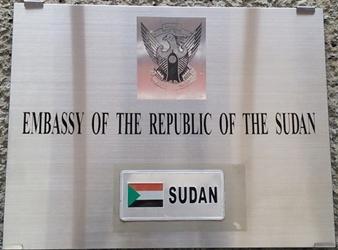 EMBASSY OF THE REPUBLIC OF THE SUDAN
SUDAN